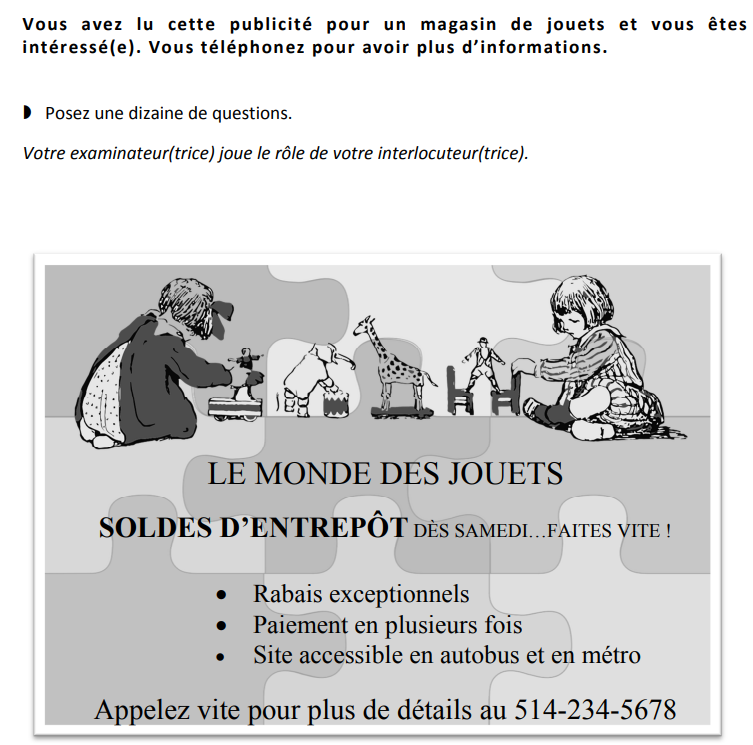 Vous avez lu cette publicité pour un magasin de jouets et vous êtes
intéressé(e). Vous téléphonez pour avoir plus d’informations.
◗ Posez une dizaine de questions.
Votre examinateur(trice) joue le rôle de votre interlocuteur(trice).
LE MONDE DES JOUETS
SOLDES D’ENTREPÔT DÈS SAMEDI…FAITES VITE !
• Rabais exceptionnels
• Paiement en plusieurs fois
• Site accessible en autobus et en métro
Appelez vite pour plus de détails au 514-234-5678